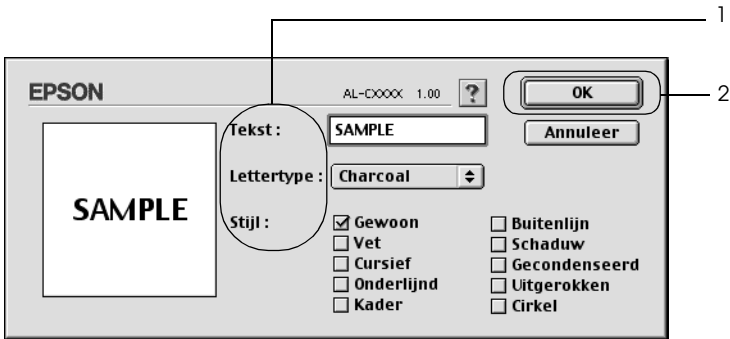 1
EPSON
AL-CXXXX 1.00 ?
OK
2
Tekst :
SAMPLE
Annuleer
Lettertype :
Charcoal
SAMPLE
Stijl :
Gewoon
Buitenlijn
Vet
Schaduw
Cursief
Gecondenseerd
Onderlijnd
Uitgerokken
Kader
Cirkel